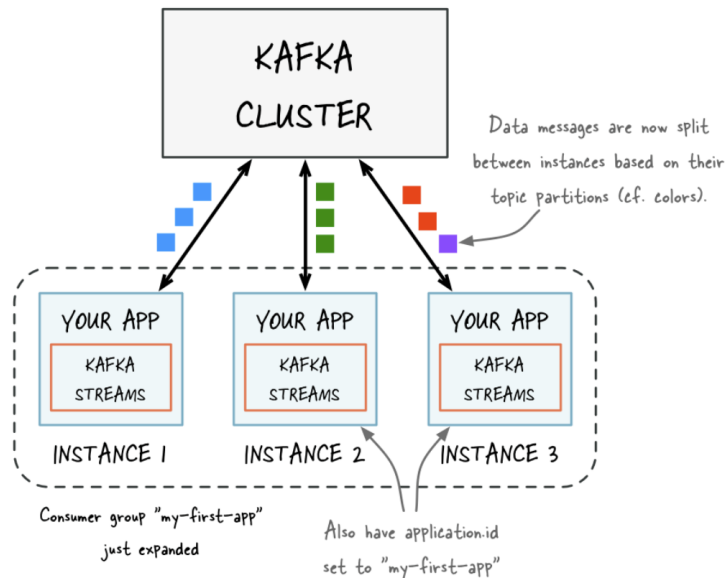 KAFKA
CLUSTER
Data messages are now split
between instances based on their
topic partitions (cf. colors).
YOUR APP
KAFKA
STREAMS
INSTANCE 1
YOUR APP
KAFKA
STREAMS
INSTANCE 2
YOUR APP
KAFKA
STREAMS
INSTANCE 3
Consumer group "my-first-app"
just expanded
Also have application.id
set to "my-first-app"